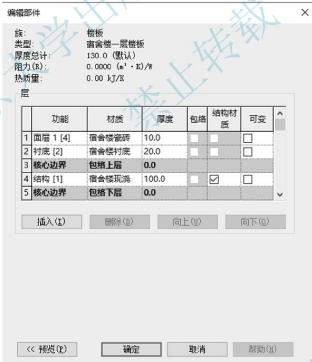 编辑部件
族: 楼板
类型: 宿舍楼一层楼板
厚度总计: 130.0 (默认)
阻力(R): 0.0000 (m²·K)/W
热质量: 0.00 kJ/K
层
功能 材质 厚度 包络 结构材质 可变
1 面层 1 [4] 宿舍楼瓷砖 10.0
2 衬底 [2] 宿舍楼衬底 20.0
3 核心边界 包络上层 0.0
4 结构 [1] 宿舍楼现浇 100.0
5 核心边界 包络下层 0.0
插入(I) 删除(D) 向上(U) 向下(O)
<< 预览(P) 确定 取消 帮助(H)
禁止转载